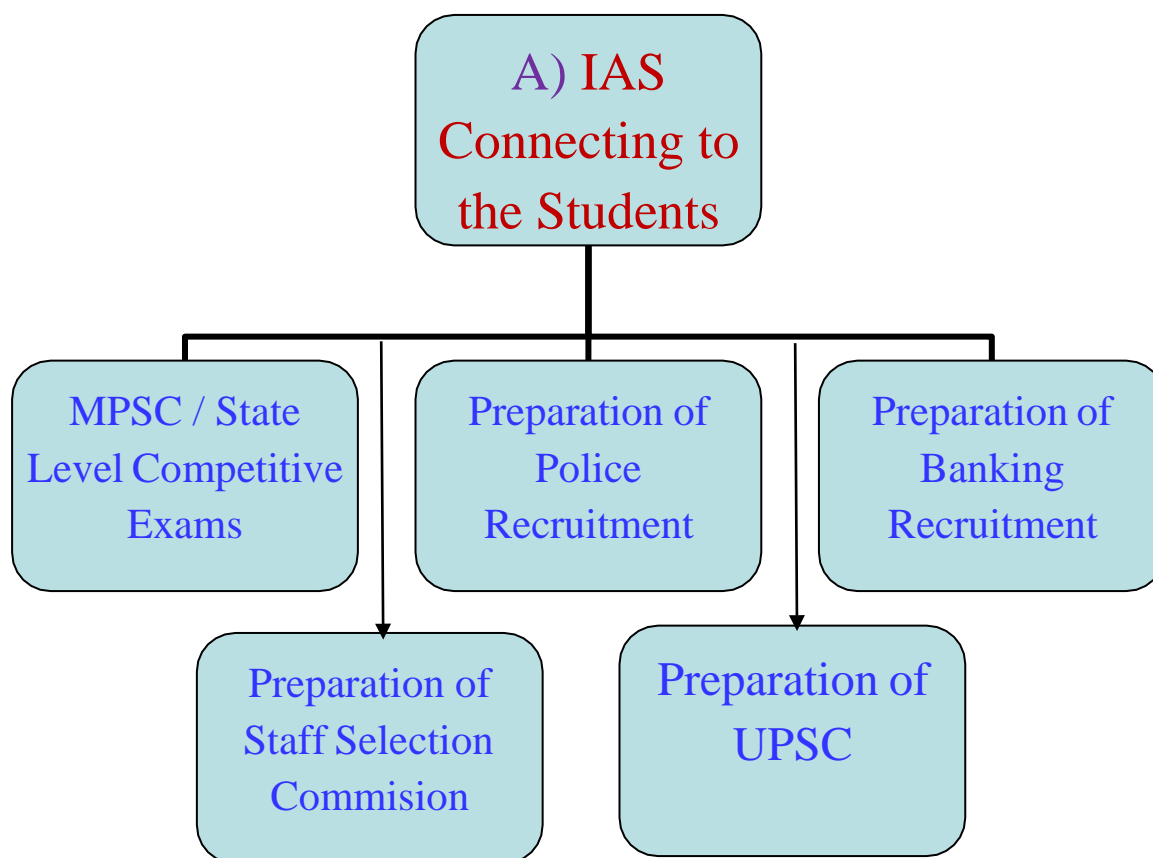 A) IAS
Connecting to
the Students
MPSC / State
Level Competitive
Exams
Preparation of
Police
Recruitment
Preparation of
Banking
Recruitment
Preparation of
Staff Selection
Commision
Preparation of
UPSC